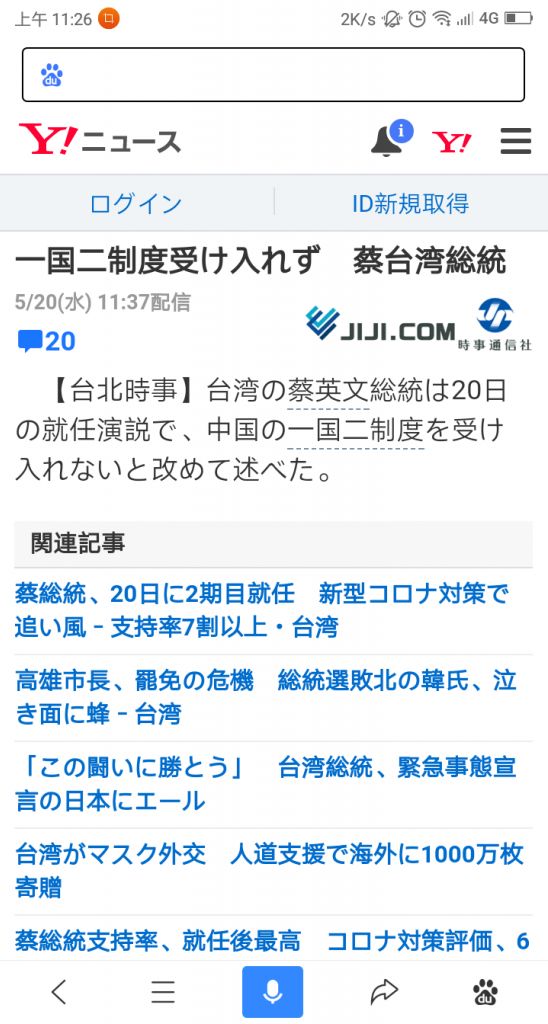 上午 11:26
2K/s
4G
du
Y!ニュース
i
Y!
ログイン
ID新規取得
一国二制度受け入れず　蔡台湾総統
5/20(水) 11:37配信
20
JIJI.COM
時事通信社
【台北時事】台湾の蔡英文総統は20日
の就任演説で、中国の一国二制度を受け
入れないと改めて述べた。
関連記事
蔡総統、20日に2期目就任　新型コロナ対策で
追い風－支持率7割以上・台湾
高雄市長、罷免の危機　総統選敗北の韓氏、泣
き面に蜂－台湾
「この闘いに勝とう」　台湾総統、緊急事態宣
言の日本にエール
台湾がマスク外交　人道支援で海外に1000万枚
寄贈
蔡総統支持率、就任後最高　コロナ対策評価、6
du